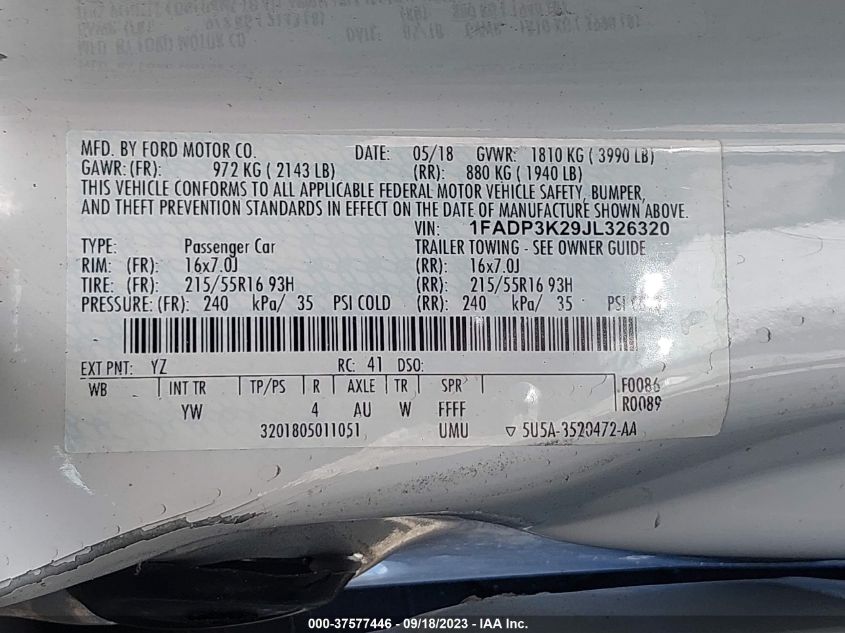 MFD. BY FORD MOTOR CO. DATE: 05/18 GVWR: 1810 KG ( 3990 LB)
GAWR: (FR): 972 KG ( 2143 LB) (RR): 880 KG ( 1940 LB)
THIS VEHICLE CONFORMS TO ALL APPLICABLE FEDERAL MOTOR VEHICLE SAFETY, BUMPER,
AND THEFT PREVENTION STANDARDS IN EFFECT ON THE DATE OF MANUFACTURE SHOWN ABOVE.
VIN: 1FADP3K29JL326320
TYPE: Passenger Car TRAILER TOWING - SEE OWNER GUIDE
RIM: (FR): 16x7.0J (RR): 16x7.0J
TIRE: (FR): 215/55R16 93H (RR): 215/55R16 93H
PRESSURE: (FR): 240 kPa/ 35 PSI COLD (RR): 240 kPa/ 35 PSI COLD
EXT PNT: YZ RC: 41 DSO:
WB INT TR TP/PS R AXLE TR SPR F0086
YW 4 AU W FFFF R0089
3201805011051 UMU ▽ 5U5A-3520472-AA
000-37577446 - 09/18/2023 - IAA Inc.